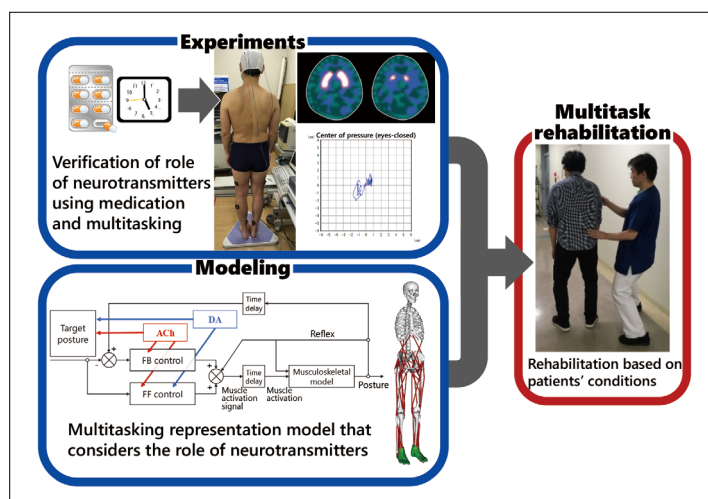 Experiments
Verification of role
of neurotransmitters
using medication
and multitasking
Center of pressure (eyes-closed)
Modeling
Time
delay
Target
posture
DA
ACh
Reflex
FB control
FF control
Time
delay
Musculoskeletal
model
Posture
Muscle
activation
signal
Muscle
activation
Multitasking representation model that
considers the role of neurotransmitters
Multitask
rehabilitation
Rehabilitation based on
patients' conditions